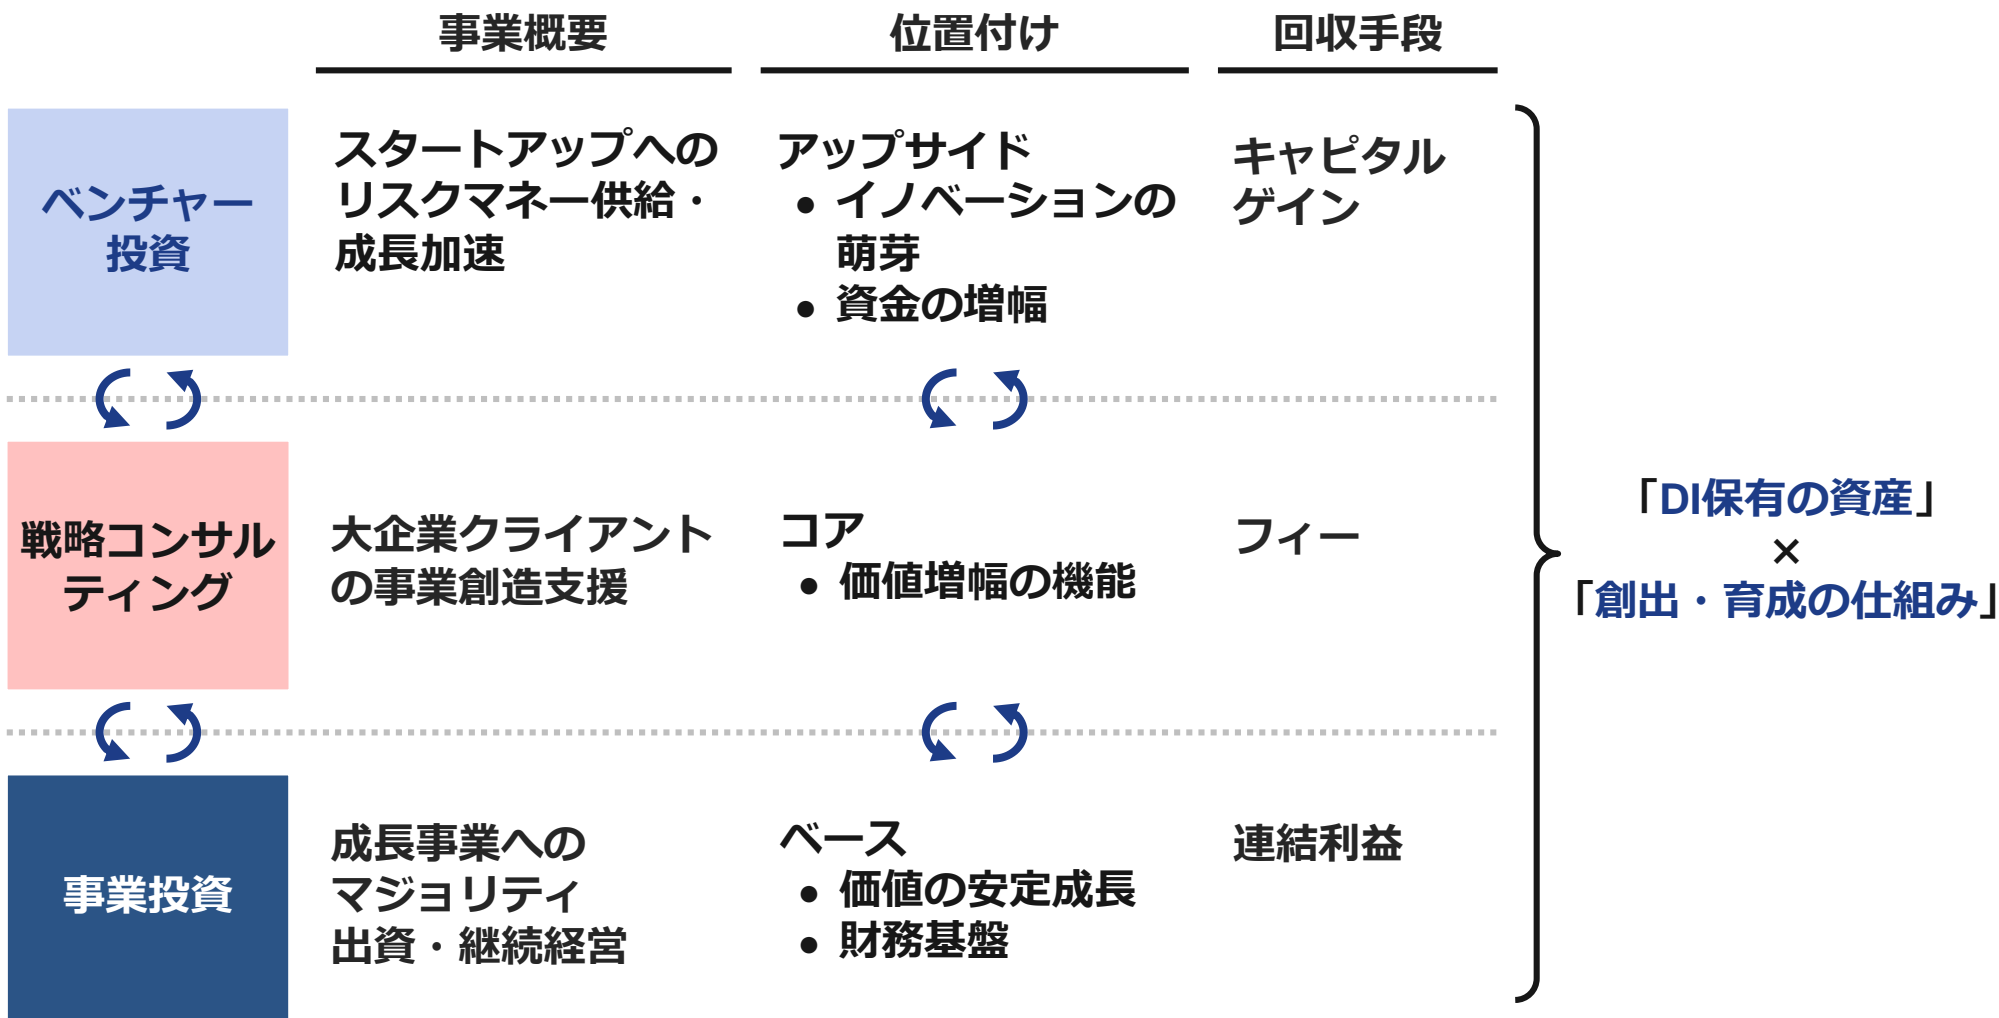 事業概要
位置付け
回収手段
ベンチャー
投資
スタートアップへの
リスクマネー供給・
成長加速
アップサイド
● イノベーションの
萌芽
● 資金の増幅
キャピタル
ゲイン
戦略コンサル
ティング
大企業クライアント
の事業創造支援
コア
● 価値増幅の機能
フィー
事業投資
成長事業への
マジョリティ
出資・継続経営
ベース
● 価値の安定成長
● 財務基盤
連結利益
「DI保有の資産」
×
「創出・育成の仕組み」